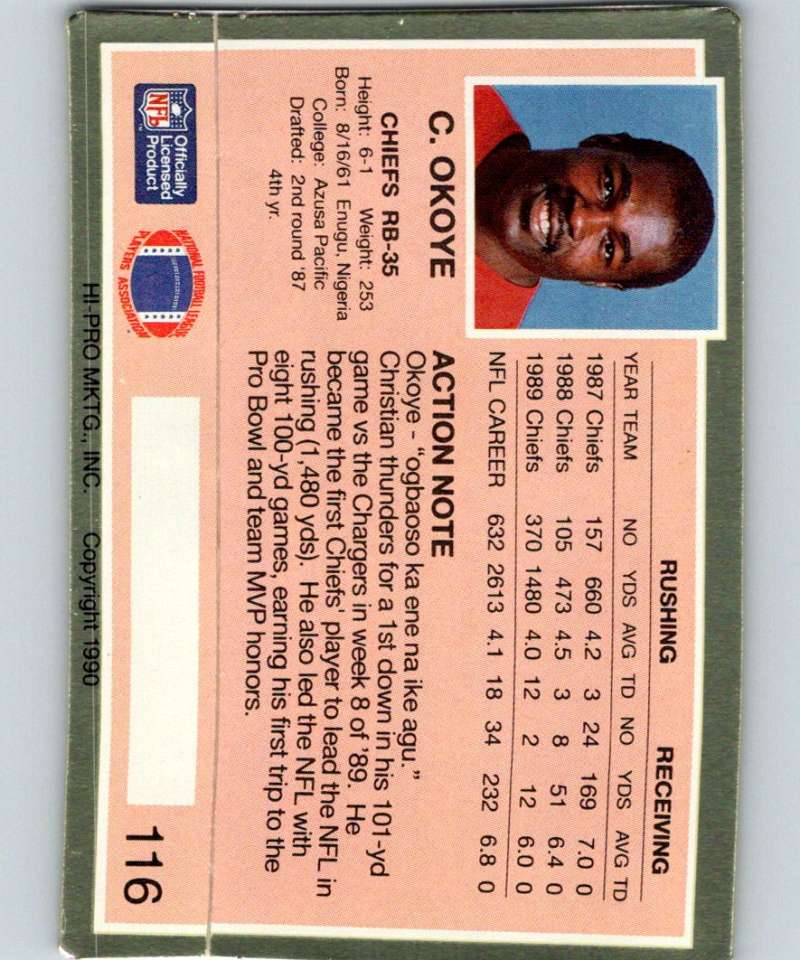 C. OKOYE
CHIEFS RB-35
Height: 6-1 Weight: 253
Born: 8/16/61 Enugu, Nigeria
College: Azusa Pacific
Drafted: 2nd round '87
4th yr.
RUSHING RECEIVING
YEAR TEAM NO YDS AVG TD NO YDS AVG TD
1987 Chiefs 157 660 4.2 3 24 169 7.0 0
1988 Chiefs 105 473 4.5 3 8 51 6.4 0
1989 Chiefs 370 1480 4.0 12 2 12 6.0 0
NFL CAREER 632 2613 4.1 18 34 232 6.8 0
ACTION NOTE
Okoye - "ogbaoso ka ene na ike agu."
Christian thunders for a 1st down in his 101-yd
game vs the Chargers in week 8 of '89. He
became the first Chiefs' player to lead the NFL in
rushing (1,480 yds). He also led the NFL with
eight 100-yd games, earning his first trip to the
Pro Bowl and team MVP honors.
NFL
Officially
Licensed
Product
NATIONAL FOOTBALL LEAGUE
PLAYERS ASSOCIATION
116
HI-PRO MKTG., INC. Copyright 1990